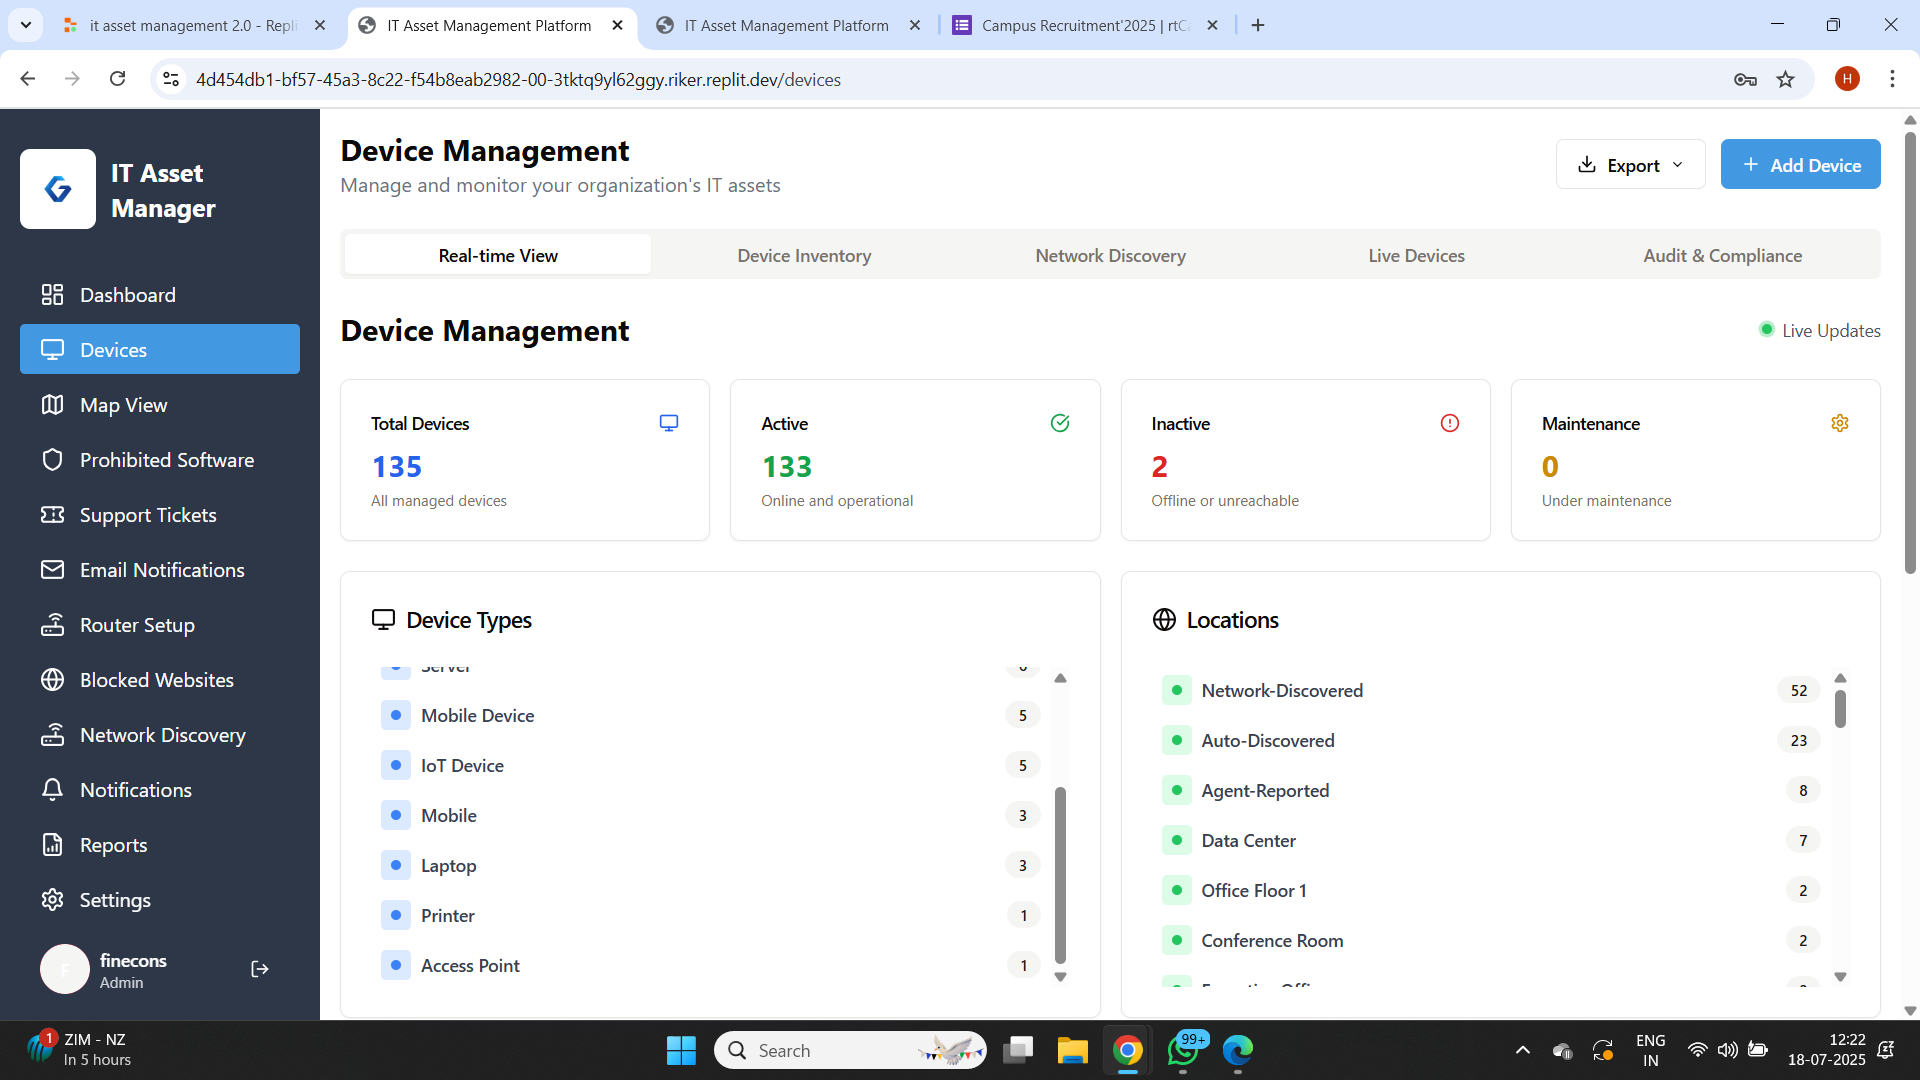 it asset management 2.0 - Repli
IT Asset Management Platform
IT Asset Management Platform
Campus Recruitment'2025 | rtCa
4d454db1-bf57-45a3-8c22-f54b8eab2982-00-3tktq9yl62ggy.riker.replit.dev/devices
H
IT Asset
Manager
Dashboard
Devices
Map View
Prohibited Software
Support Tickets
Email Notifications
Router Setup
Blocked Websites
Network Discovery
Notifications
Reports
Settings
F
finecons
Admin
Device Management
Manage and monitor your organization's IT assets
Export
Add Device
Real-time View
Device Inventory
Network Discovery
Live Devices
Audit & Compliance
Device Management
Live Updates
Total Devices
135
All managed devices
Active
133
Online and operational
Inactive
2
Offline or unreachable
Maintenance
0
Under maintenance
Device Types
Server
Mobile Device 5
IoT Device 5
Mobile 3
Laptop 3
Printer 1
Access Point 1
Locations
Network-Discovered 52
Auto-Discovered 23
Agent-Reported 8
Data Center 7
Office Floor 1 2
Conference Room 2
1
ZIM - NZ
In 5 hours
Search
99+
ENG
IN
12:22
18-07-2025